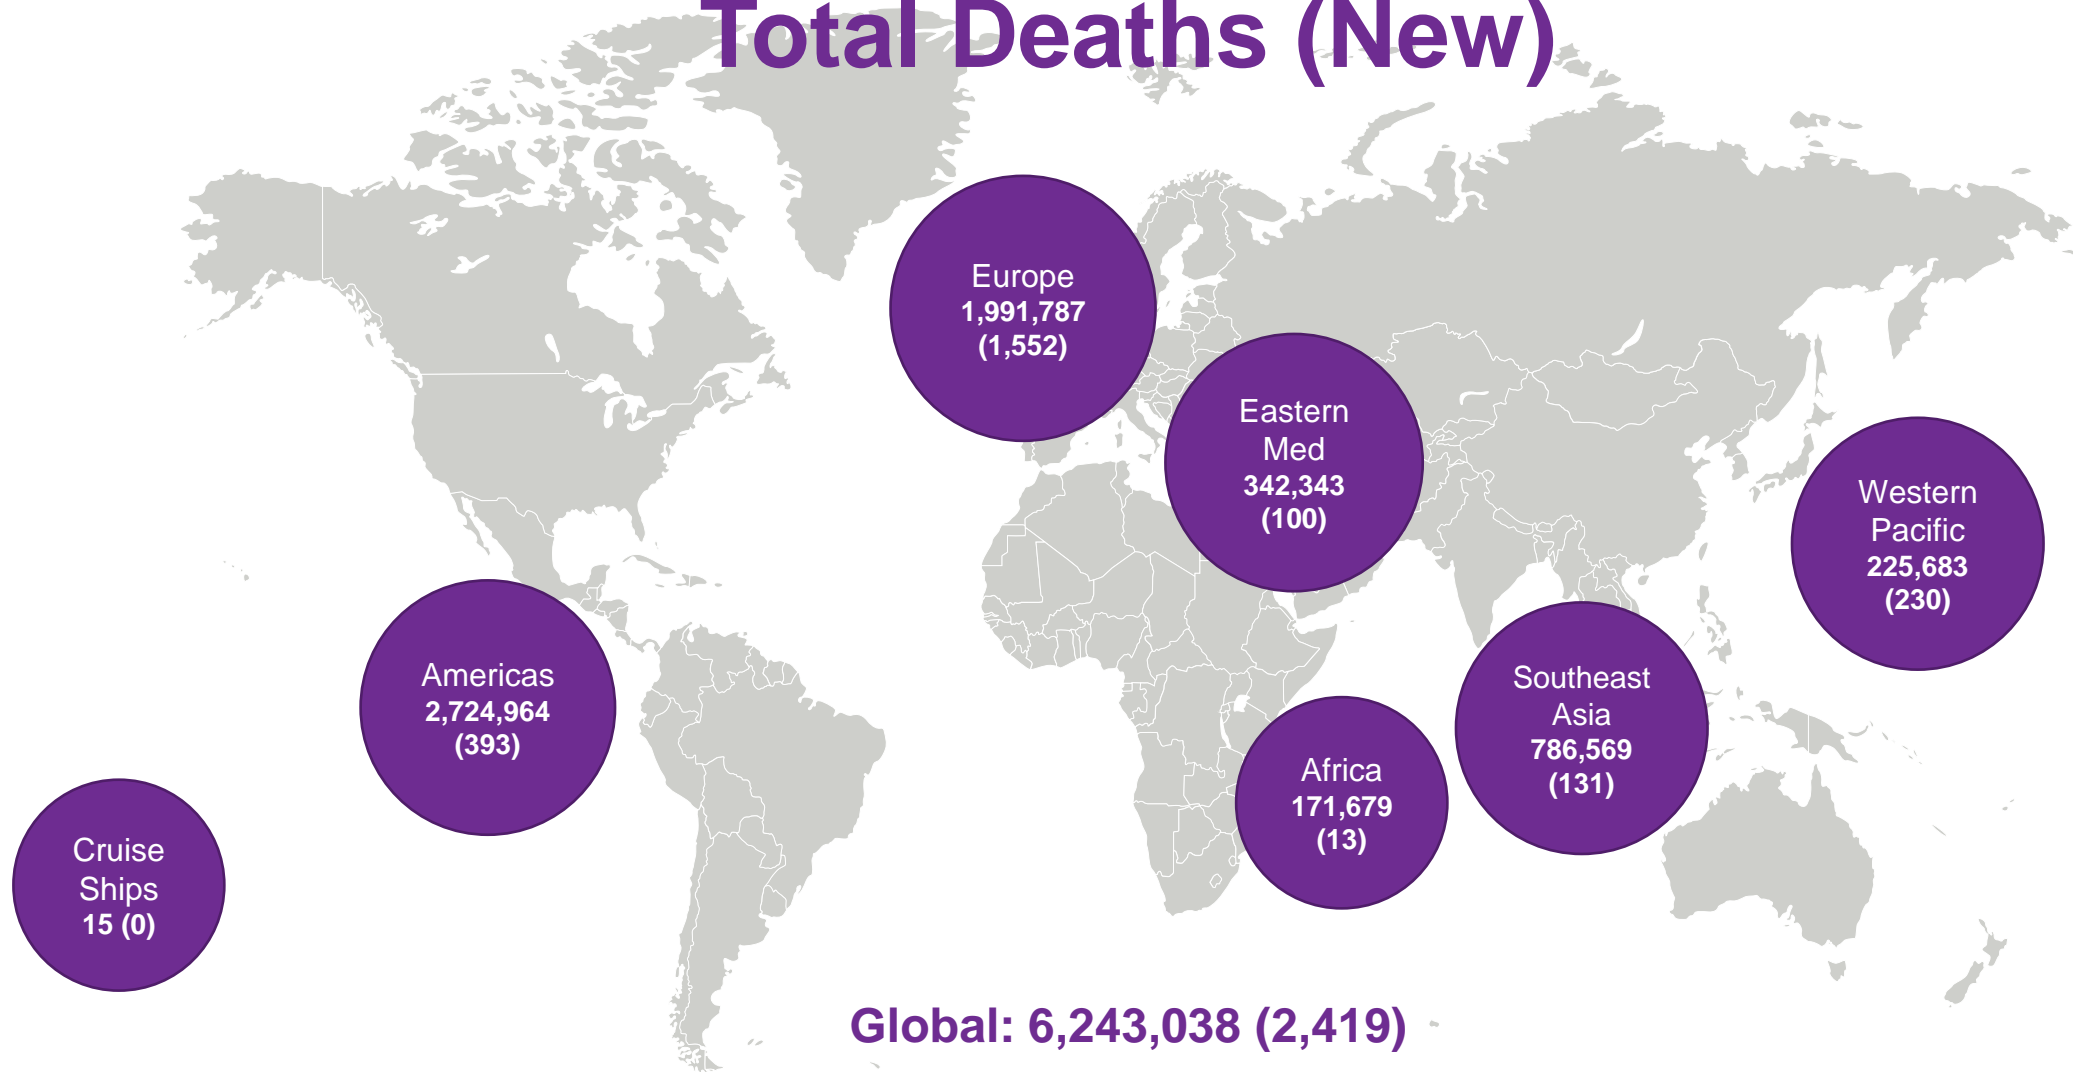 Total Deaths (New)
Europe
1,991,787
(1,552)
Eastern
Med
342,343
(100)
Western
Pacific
225,683
(230)
Americas
2,724,964
(393)
Southeast
Asia
786,569
(131)
Africa
171,679
(13)
Cruise
Ships
15 (0)
Global: 6,243,038 (2,419)